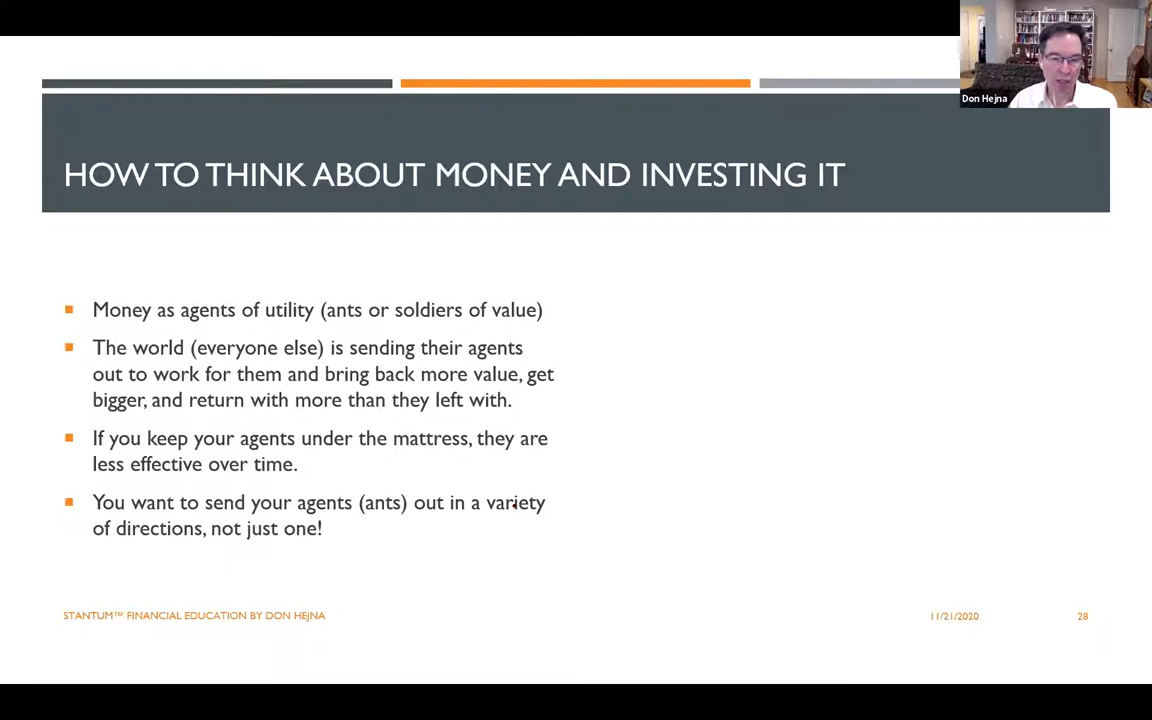 Don Hejna
HOW TO THINK ABOUT MONEY AND INVESTING IT
Money as agents of utility (ants or soldiers of value)
The world (everyone else) is sending their agents
out to work for them and bring back more value, get
bigger, and return with more than they left with.
If you keep your agents under the mattress, they are
less effective over time.
You want to send your agents (ants) out in a variety
of directions, not just one!
STANTUM™ FINANCIAL EDUCATION BY DON HEJNA
11/21/2020
28